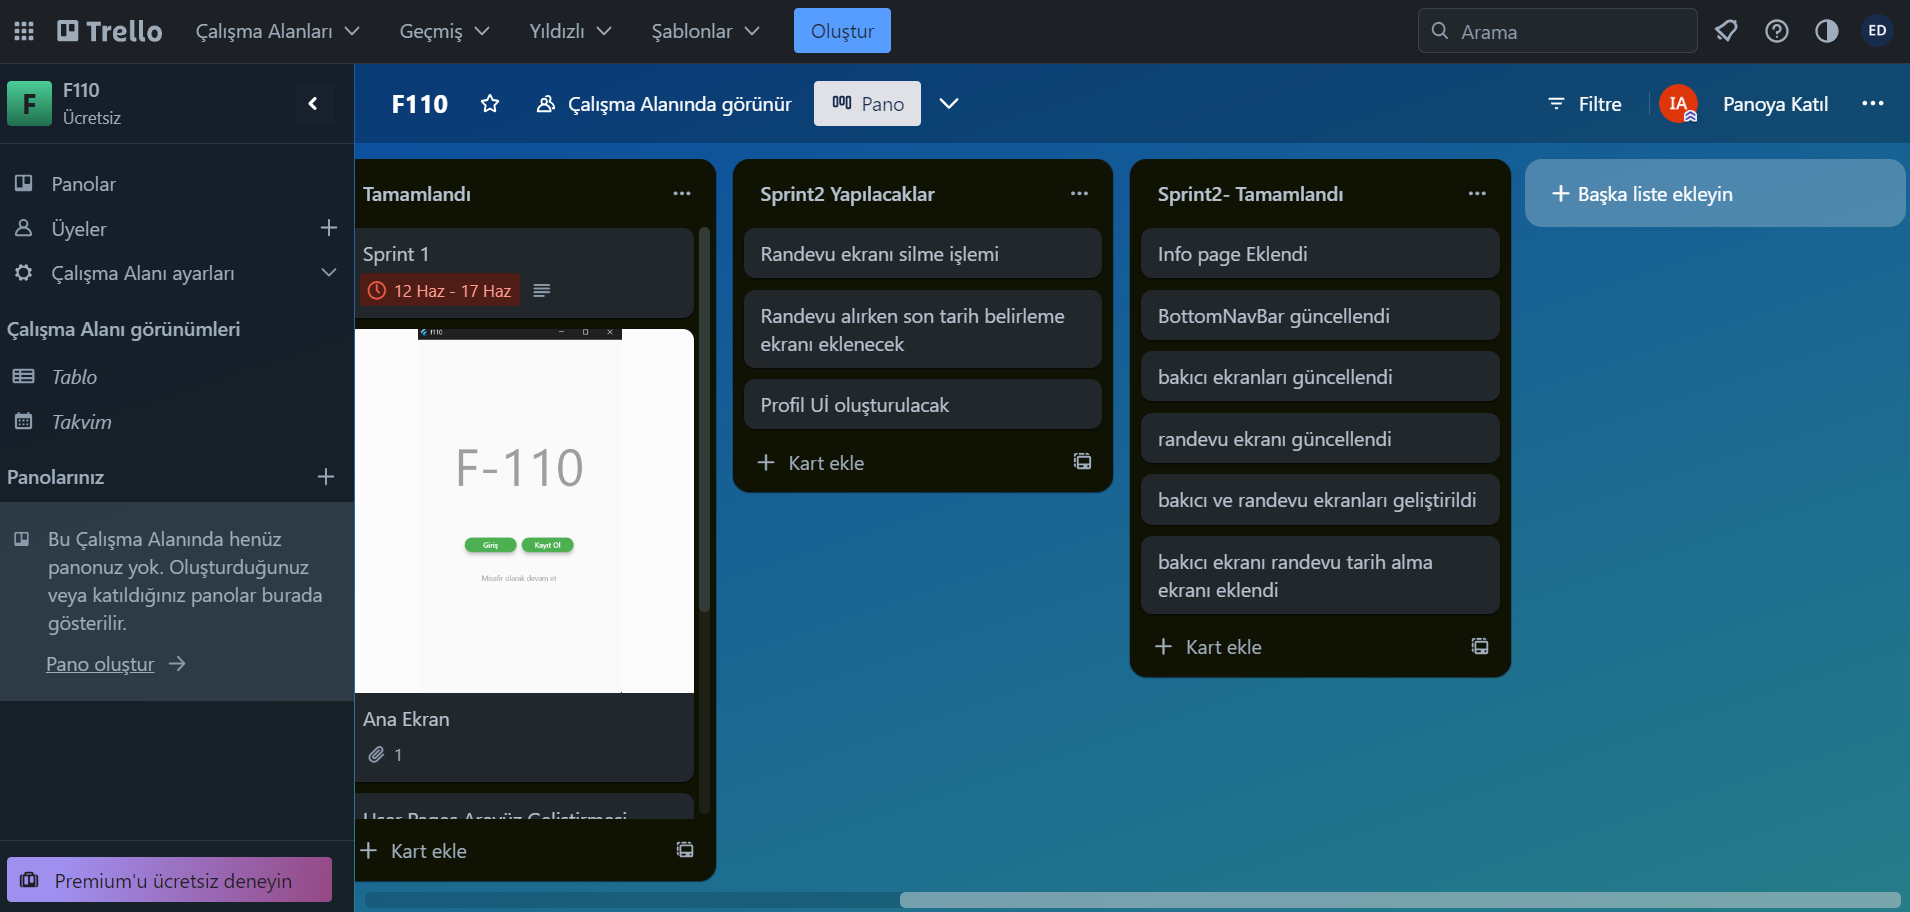 Trello
Çalışma Alanları
Geçmiş
Yıldızlı
Şablonlar
Oluştur
Arama
ED
F
F110
Ücretsiz
F110
Çalışma Alanında görünür
Pano
Filtre
IA
Panoya Katıl
Panolar
Üyeler
Çalışma Alanı ayarları
Çalışma Alanı görünümleri
Tablo
Takvim
Panolarınız
Bu Çalışma Alanında henüz
panonuz yok. Oluşturduğunuz
veya katıldığınız panolar burada
gösterilir.
Pano oluştur
Premium'u ücretsiz deneyin
Tamamlandı
Sprint 1
12 Haz - 17 Haz
f110
F-110
Giriş
Kayıt Ol
Misafir olarak devam et
Ana Ekran
1
User Pages Arayüz Geliştirmesi
Kart ekle
Sprint2 Yapılacaklar
Randevu ekranı silme işlemi
Randevu alırken son tarih belirleme
ekranı eklenecek
Profil Uİ oluşturulacak
Kart ekle
Sprint2- Tamamlandı
Info page Eklendi
BottomNavBar güncellendi
bakıcı ekranları güncellendi
randevu ekranı güncellendi
bakıcı ve randevu ekranları geliştirildi
bakıcı ekranı randevu tarih alma
ekranı eklendi
Kart ekle
Başka liste ekleyin